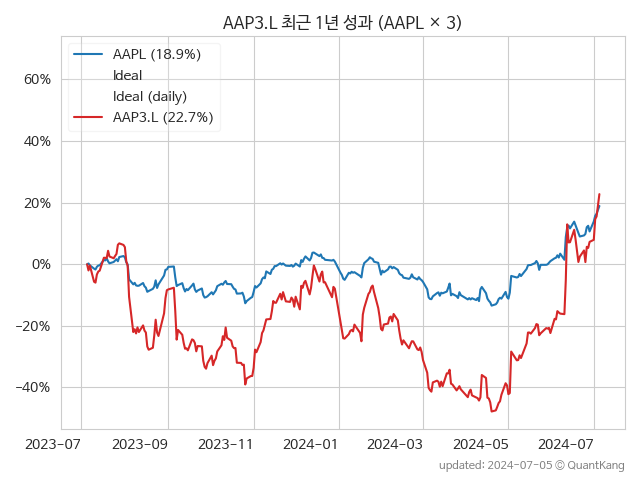 AAP3.L 최근 1년 성과 (AAPL × 3)
AAPL (18.9%)
Ideal
Ideal (daily)
AAP3.L (22.7%)
60%
40%
20%
0%
−20%
−40%
2023-07 2023-09 2023-11 2024-01 2024-03 2024-05 2024-07
updated: 2024-07-05 © QuantKang